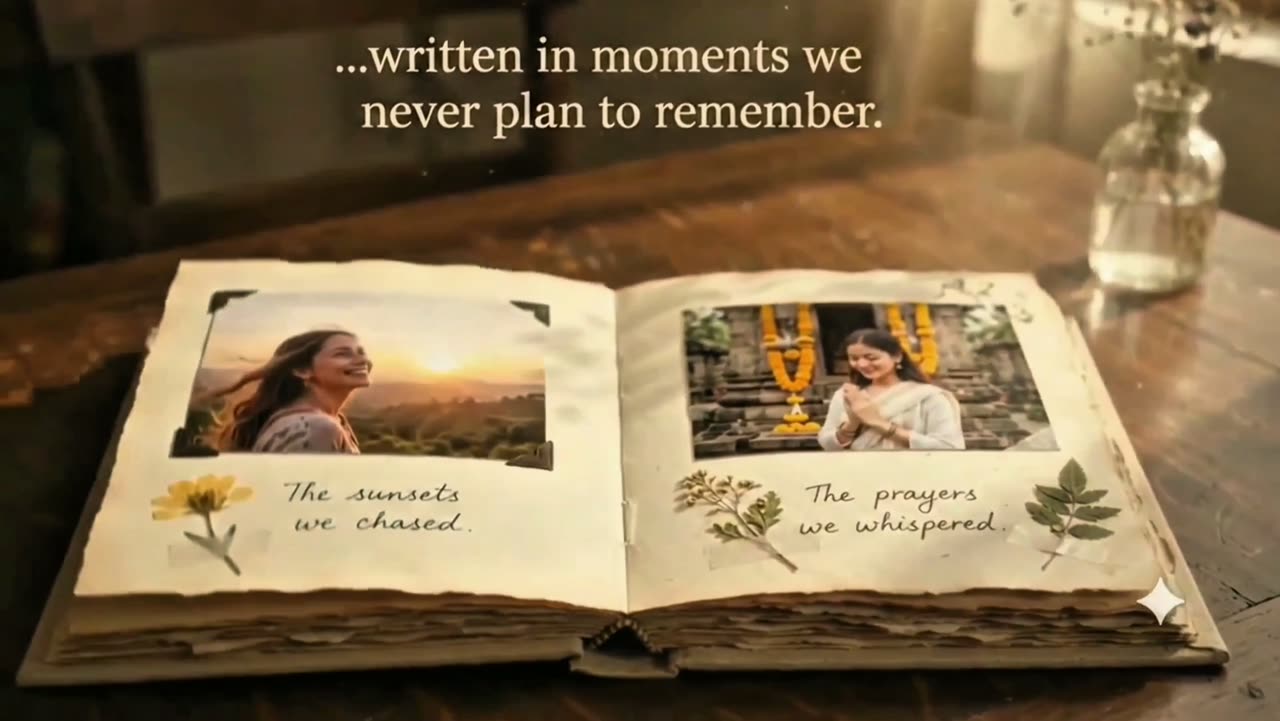 ...written in moments we
never plan to remember.
The sunsets
we chased.
The prayers
we whispered.